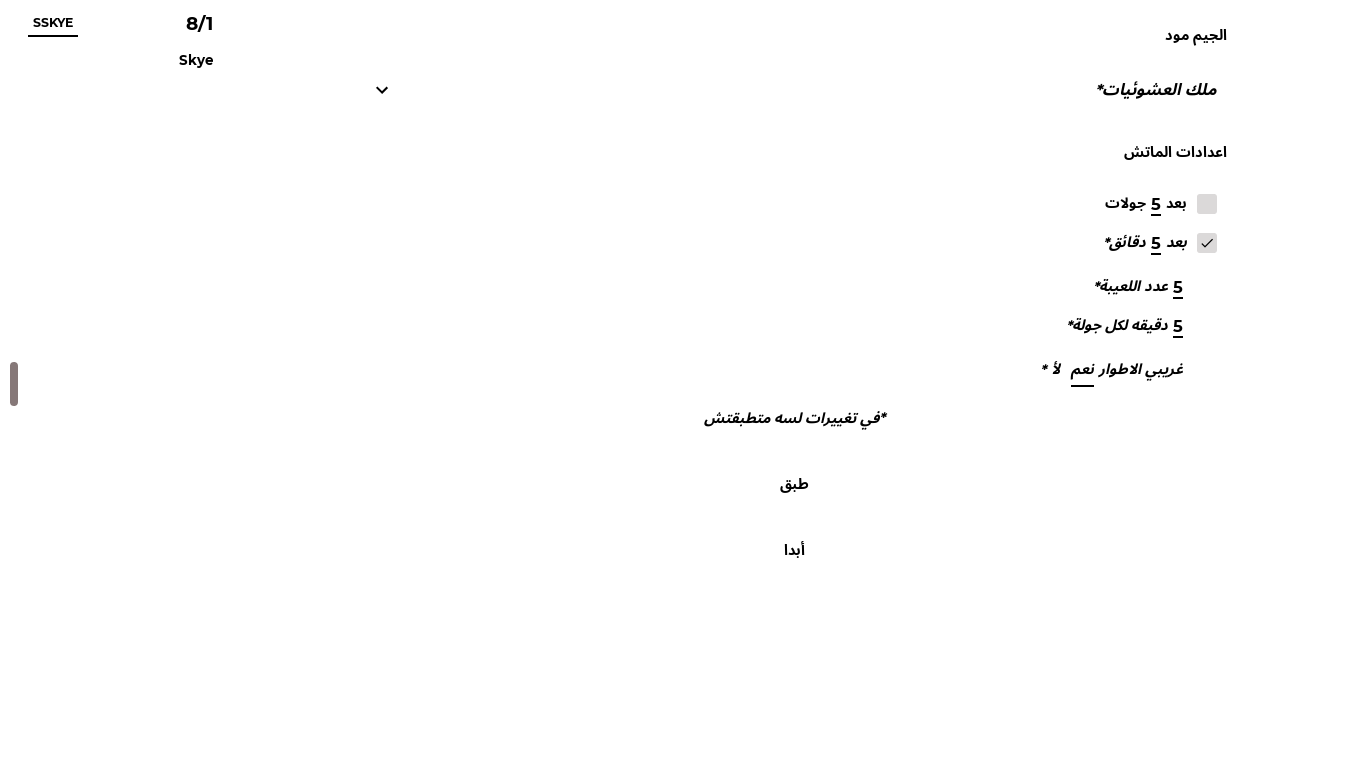 الجيم مود
ملك العشوئيات*
اعدادات الماتش
بعد 5 جولات
بعد 5 دقائق*
5 عدد اللعيبة*
5 دقيقه لكل جولة*
غريبي الاطوار نعم لأ *
*في تغييرات لسه متطبقتش
طبق
أبدا
8/1
Skye
SSKYE